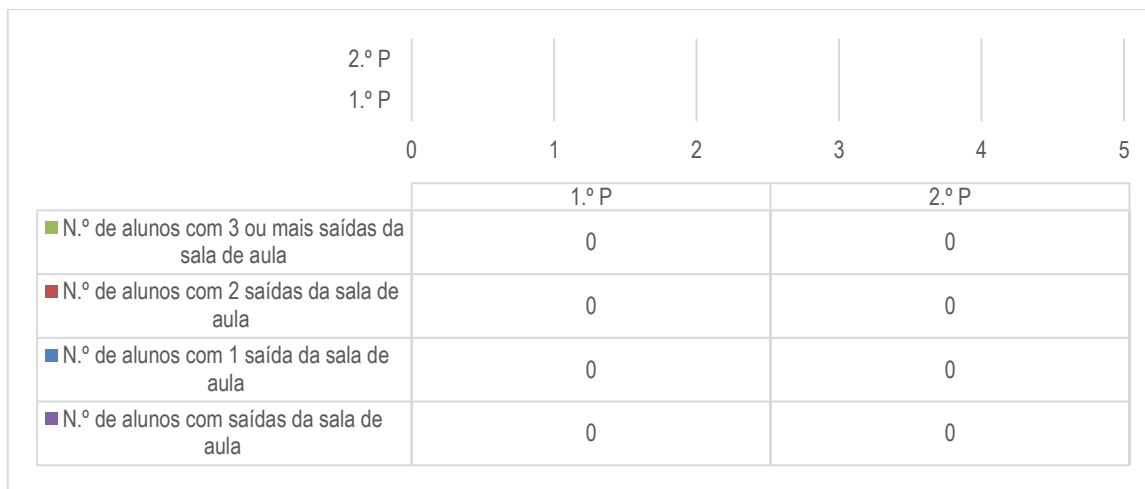 2.º P
1.º P
0 1 2 3 4 5
1.º P 2.º P
N.º de alunos com 3 ou mais saídas da
sala de aula
0 0
N.º de alunos com 2 saídas da sala de
aula
0 0
N.º de alunos com 1 saída da sala de
aula
0 0
N.º de alunos com saídas da sala de
aula
0 0